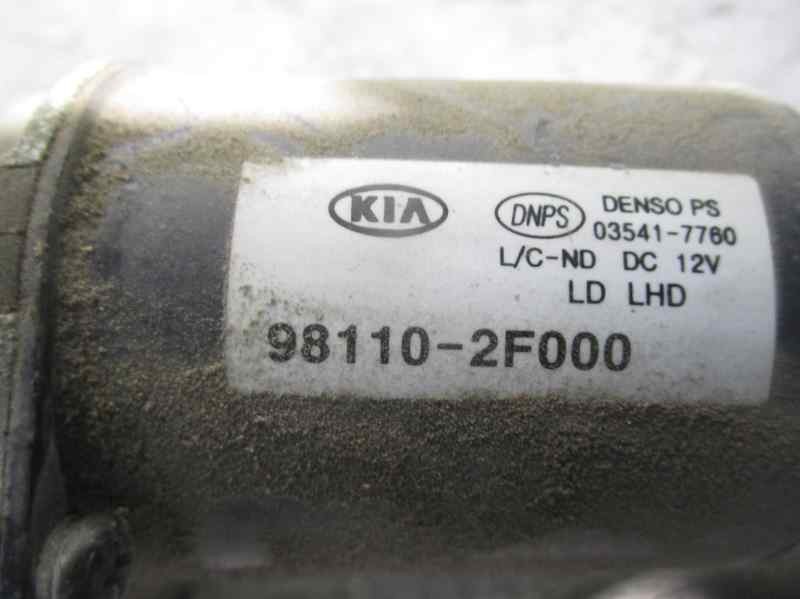 KIA
DNPS
DENSO PS
03541-7760
L/C-ND DC 12V
LD LHD
98110-2F000